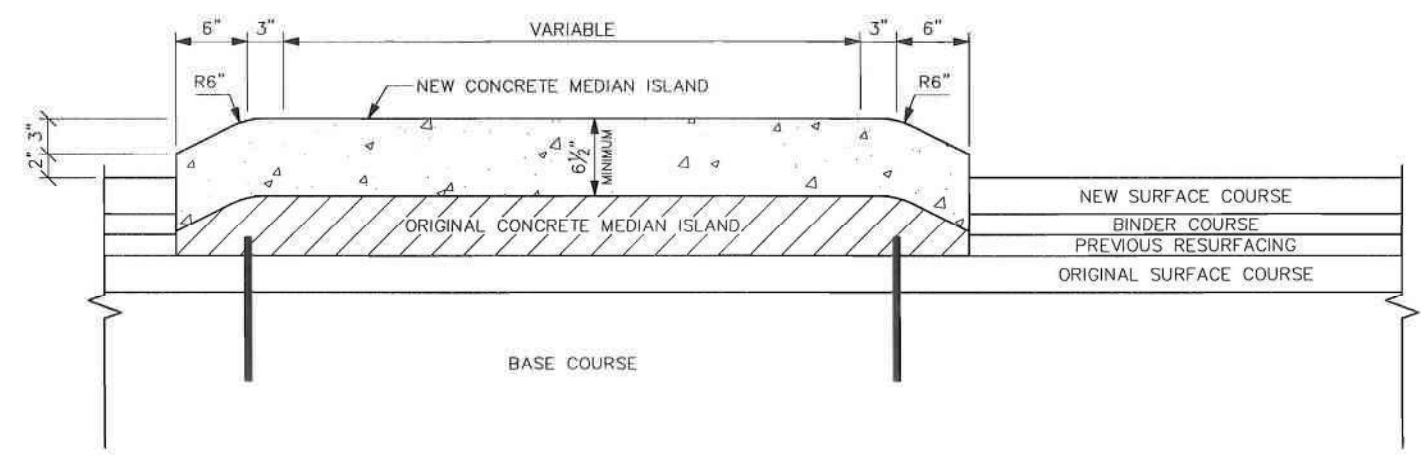 6" 3" VARIABLE 3" 6"
R6" NEW CONCRETE MEDIAN ISLAND R6"
3"
2"
6½"
MINIMUM
NEW SURFACE COURSE
ORIGINAL CONCRETE MEDIAN ISLAND
BINDER COURSE
PREVIOUS RESURFACING
ORIGINAL SURFACE COURSE
BASE COURSE